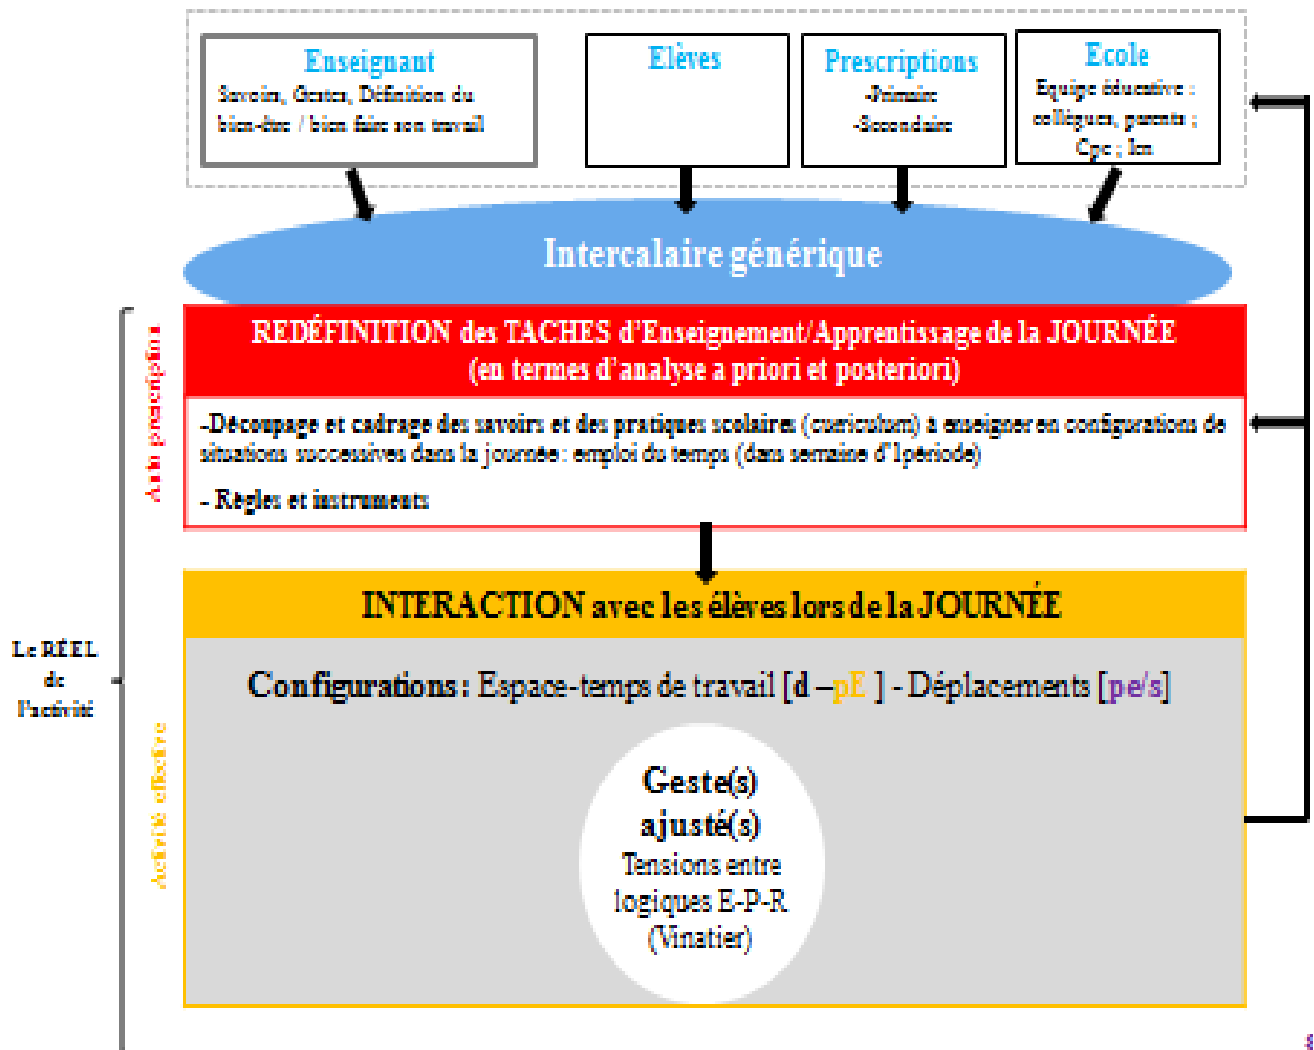 Enseignant
Savoirs, Gestes, Définition du
bien-être / bien faire son travail
Elèves
Prescriptions
-Primaire
-Secondaire
Ecole
Equipe éducative :
collègues, parents ;
Cpc ; Ien
Intercalaire générique
Auto prescription
REDÉFINITION des TACHES d'Enseignement/Apprentissage de la JOURNÉE
(en termes d'analyse a priori et posteriori)
-Découpage et cadrage des savoirs et des pratiques scolaires (curriculum) à enseigner en configurations de
situations successives dans la journée : emploi du temps (dans semaine d'1période)
- Règles et instruments
Le RÉEL
de
l'activité
Activité effective
INTERACTION avec les élèves lors de la JOURNÉE
Configurations : Espace-temps de travail [d –pE ] - Déplacements [pe/s]
Geste(s)
ajusté(s)
Tensions entre
logiques E-P-R
(Vinatier)